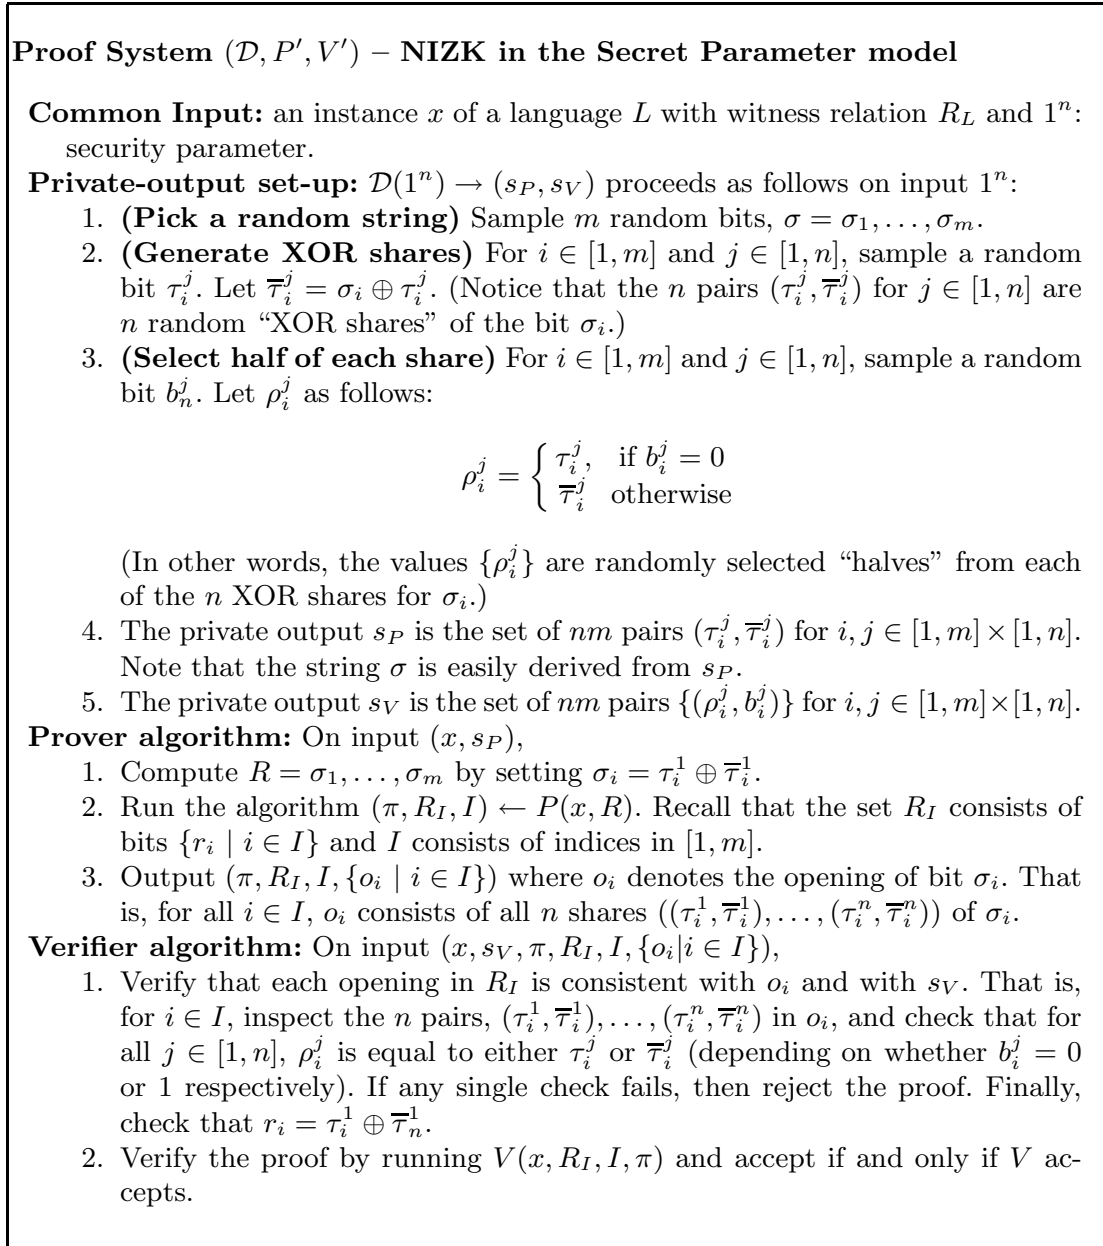 Proof System (𝒟, P′, V′) – NIZK in the Secret Parameter model
Common Input: an instance x of a language L with witness relation R_L and 1^n:
security parameter.
Private-output set-up: 𝒟(1^n) → (s_P, s_V) proceeds as follows on input 1^n:
1. (Pick a random string) Sample m random bits, σ = σ_1, . . . , σ_m.
2. (Generate XOR shares) For i ∈ [1, m] and j ∈ [1, n], sample a random
bit τ_i^j. Let τ̄_i^j = σ_i ⊕ τ_i^j. (Notice that the n pairs (τ_i^j, τ̄_i^j) for j ∈ [1, n] are
n random “XOR shares” of the bit σ_i.)
3. (Select half of each share) For i ∈ [1, m] and j ∈ [1, n], sample a random
bit b_n^j. Let ρ_i^j as follows:
ρ_i^j = { τ_i^j, if b_i^j = 0
τ̄_i^j otherwise
(In other words, the values {ρ_i^j} are randomly selected “halves” from each
of the n XOR shares for σ_i.)
4. The private output s_P is the set of nm pairs (τ_i^j, τ̄_i^j) for i, j ∈ [1, m]×[1, n].
Note that the string σ is easily derived from s_P.
5. The private output s_V is the set of nm pairs {(ρ_i^j, b_i^j)} for i, j ∈ [1, m]×[1, n].
Prover algorithm: On input (x, s_P),
1. Compute R = σ_1, . . . , σ_m by setting σ_i = τ_i^1 ⊕ τ̄_i^1.
2. Run the algorithm (π, R_I, I) ← P(x, R). Recall that the set R_I consists of
bits {r_i | i ∈ I} and I consists of indices in [1, m].
3. Output (π, R_I, I, {o_i | i ∈ I}) where o_i denotes the opening of bit σ_i. That
is, for all i ∈ I, o_i consists of all n shares ((τ_i^1, τ̄_i^1), . . . , (τ_i^n, τ̄_i^n)) of σ_i.
Verifier algorithm: On input (x, s_V, π, R_I, I, {o_i|i ∈ I}),
1. Verify that each opening in R_I is consistent with o_i and with s_V. That is,
for i ∈ I, inspect the n pairs, (τ_i^1, τ̄_i^1), . . . , (τ_i^n, τ̄_i^n) in o_i, and check that for
all j ∈ [1, n], ρ_i^j is equal to either τ_i^j or τ̄_i^j (depending on whether b_i^j = 0
or 1 respectively). If any single check fails, then reject the proof. Finally,
check that r_i = τ_i^1 ⊕ τ̄_n^1.
2. Verify the proof by running V(x, R_I, I, π) and accept if and only if V ac-
cepts.